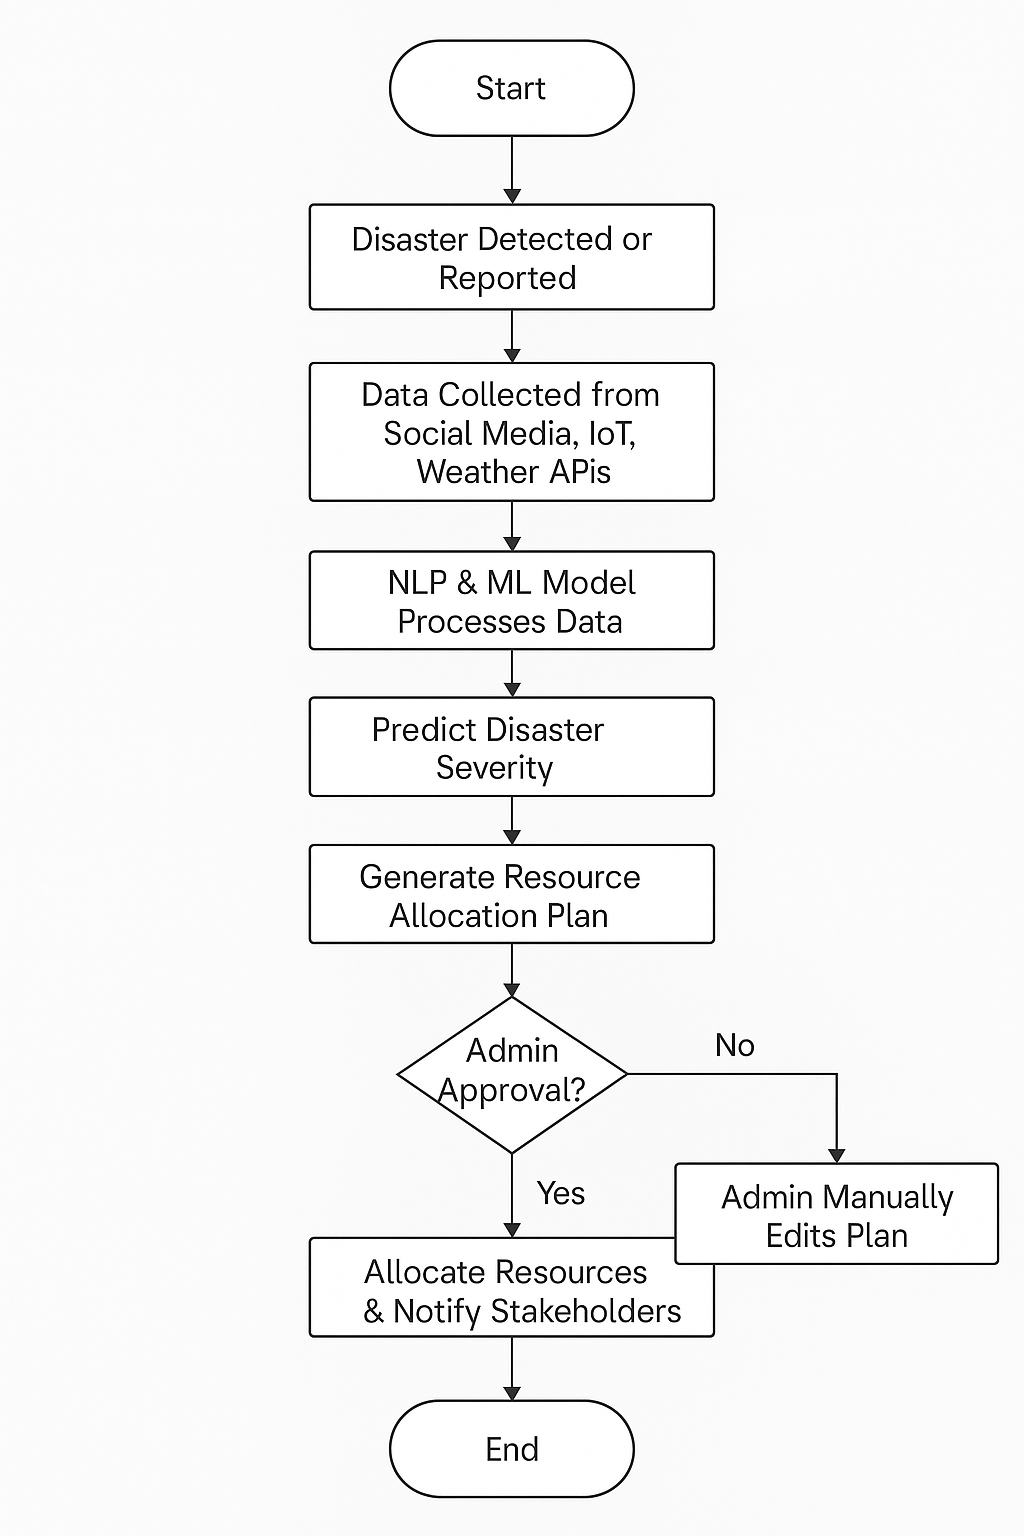 Start
Disaster Detected or
Reported
Data Collected from
Social Media, IoT,
Weather APis
NLP & ML Model
Processes Data
Predict Disaster
Severity
Generate Resource
Allocation Plan
Admin
Approval?
No
Yes
Admin Manually
Edits Plan
Allocate Resources
& Notify Stakeholders
End